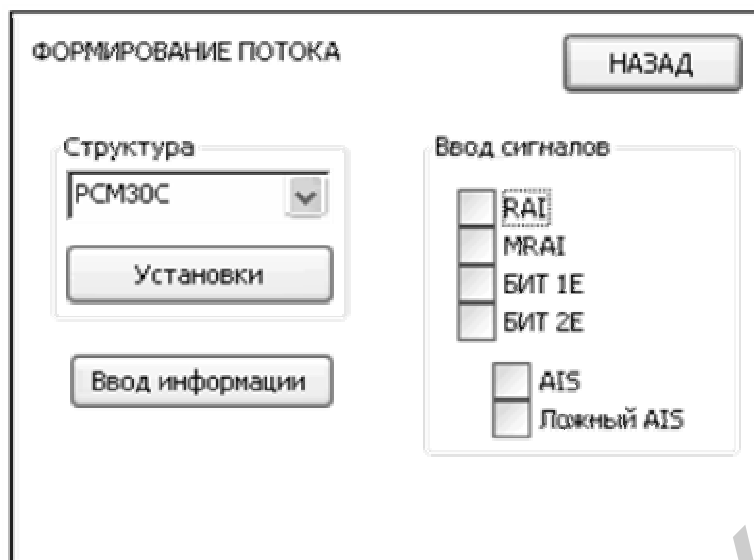 ФОРМИРОВАНИЕ ПОТОКА
НАЗАД
Структура
PCM30C
Установки
Ввод информации
Ввод сигналов
RAI
MRAI
БИТ 1E
БИТ 2E
AIS
Ложный AIS